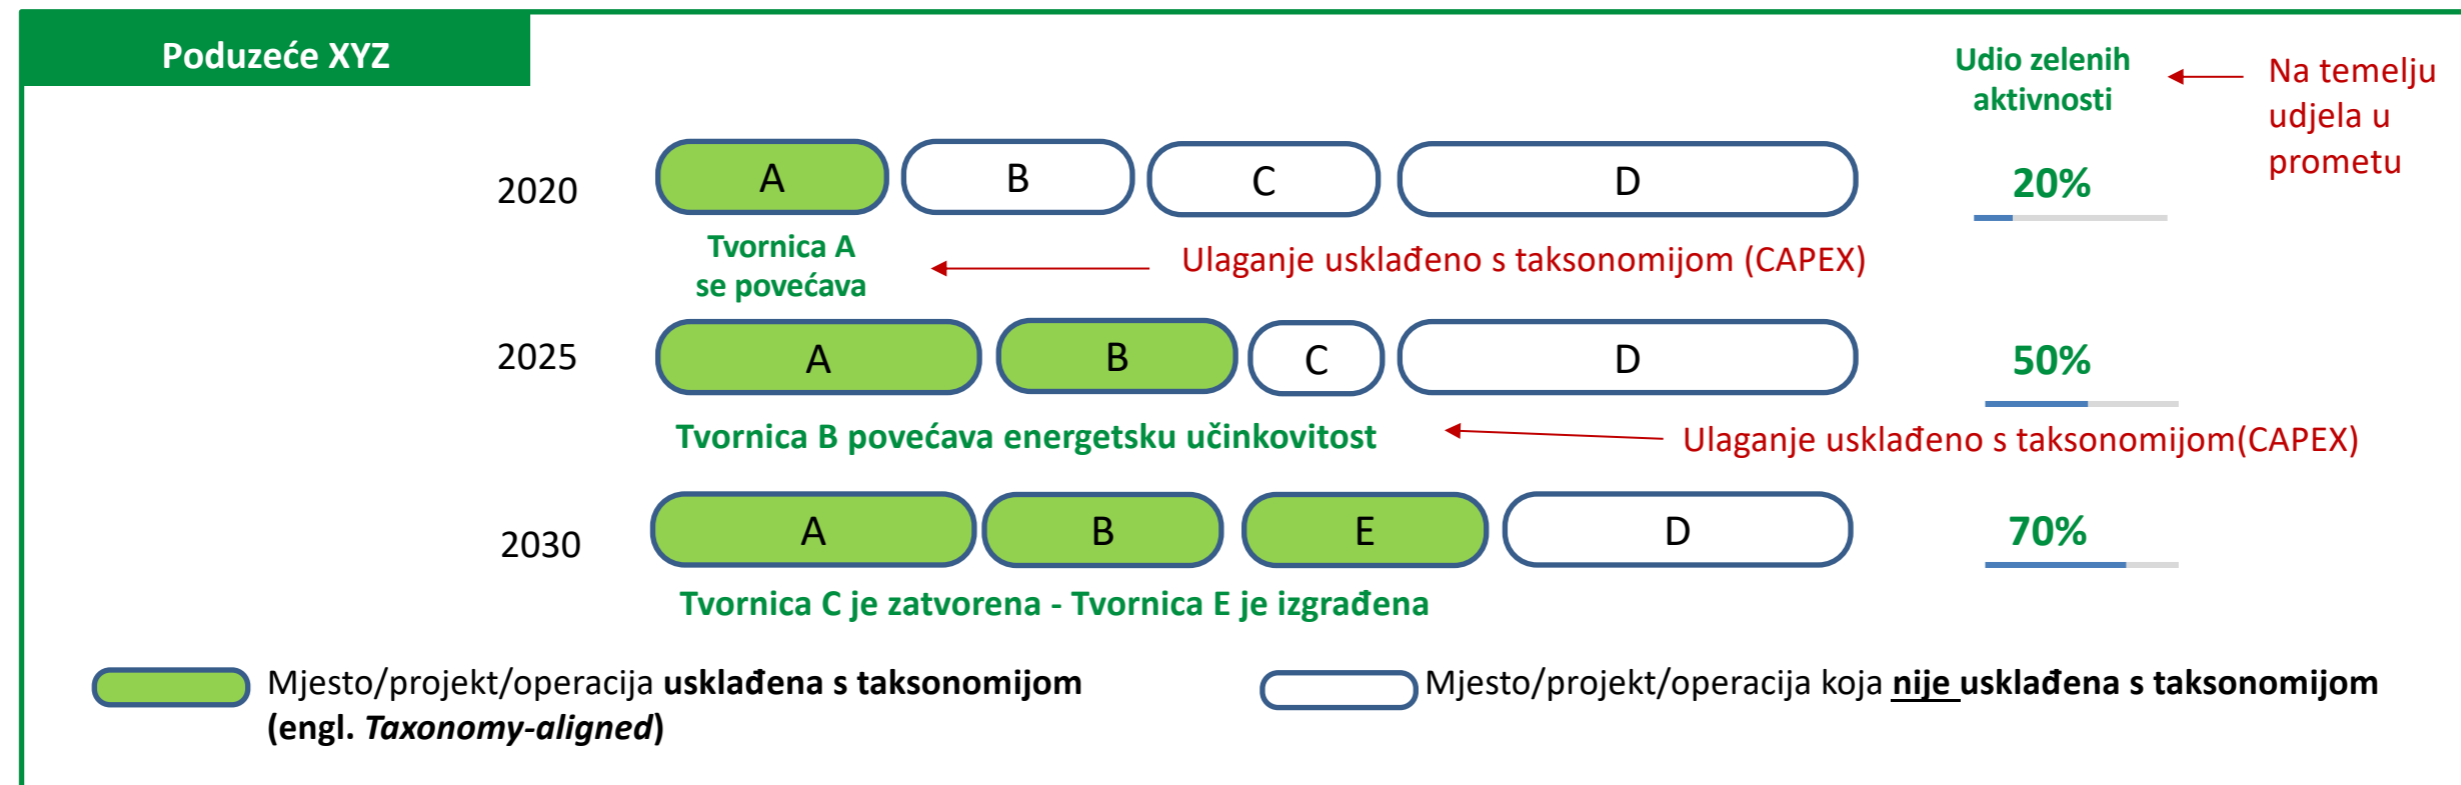 Poduzeće XYZ
Udio zelenih
aktivnosti
Na temelju
udjela u
prometu
2020
A
B
C
D
20%
Tvornica A
se povećava
Ulaganje usklađeno s taksonomijom (CAPEX)
2025
A
B
C
D
50%
Tvornica B povećava energetsku učinkovitost
Ulaganje usklađeno s taksonomijom(CAPEX)
2030
A
B
E
D
70%
Tvornica C je zatvorena - Tvornica E je izgrađena
Mjesto/projekt/operacija usklađena s taksonomijom
(engl. Taxonomy-aligned)
Mjesto/projekt/operacija koja nije usklađena s taksonomijom